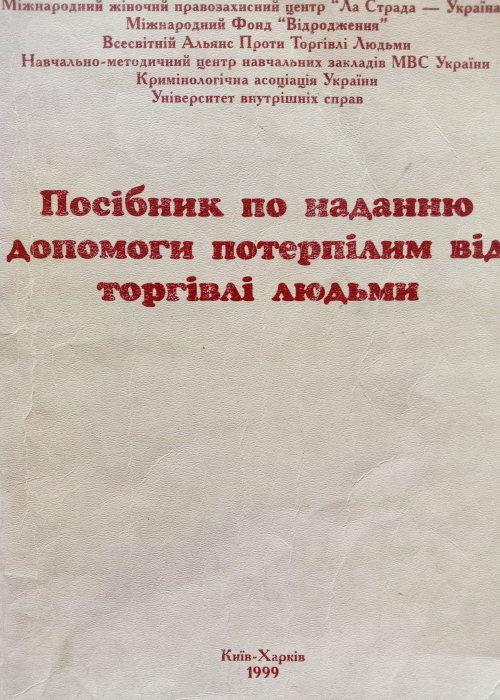 Міжнародний жіночий правозахисний центр “Ла Страда — Україна
Міжнародний Фонд “Відродження”
Всесвітній Альянс Проти Торгівлі Людьми
Навчально-методичний центр навчальних закладів МВС України
Кримінологічна асоціація України
Університет внутрішніх справ
Посібник по наданню
допомоги потерпілим від
торгівлі людьми
Київ-Харків
1999